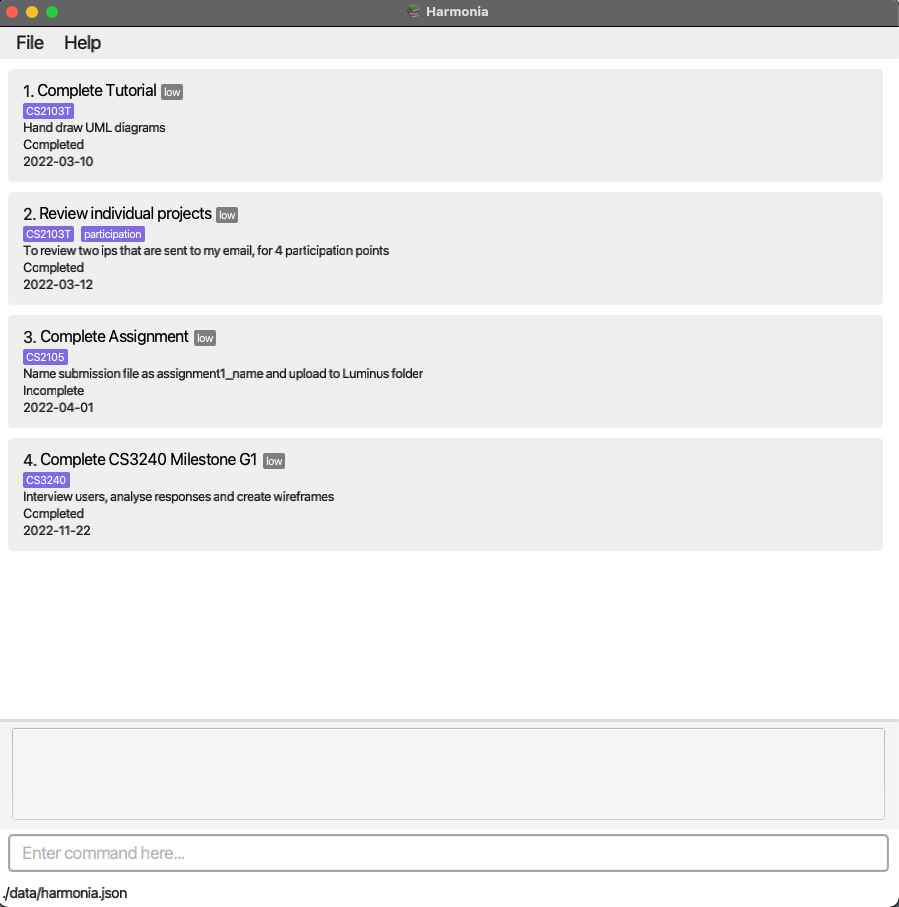 Harmonia
File Help
1. Complete Tutorial low
CS2103T
Hand draw UML diagrams
Completed
2022-03-10
2. Review individual projects low
CS2103T participation
To review two ips that are sent to my email, for 4 participation points
Completed
2022-03-12
3. Complete Assignment low
CS2105
Name submission file as assignment1_name and upload to Luminus folder
Incomplete
2022-04-01
4. Complete CS3240 Milestone G1 low
CS3240
Interview users, analyse responses and create wireframes
Completed
2022-11-22
Enter command here...
./data/harmonia.json